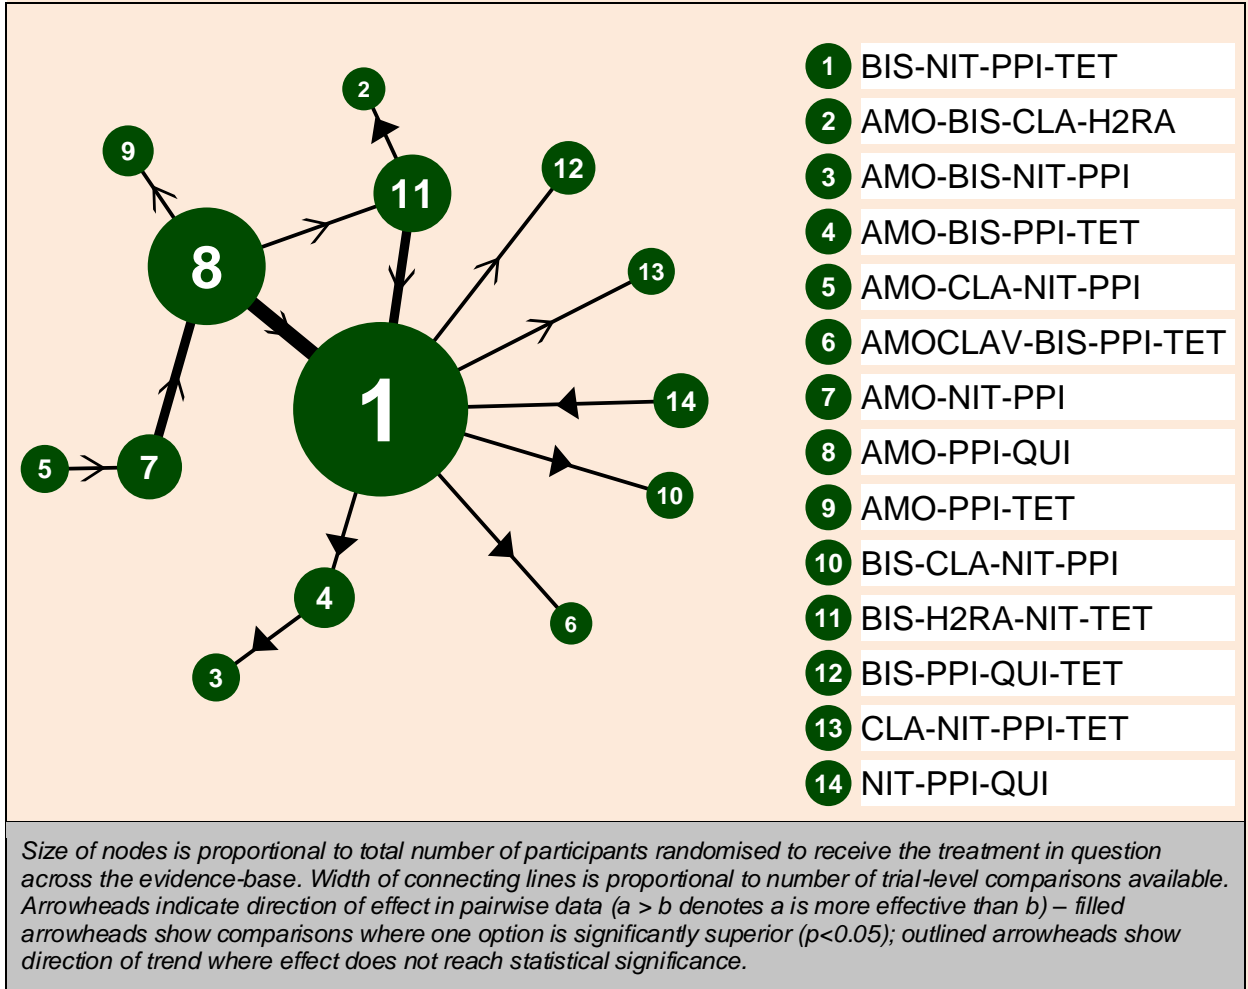 1 BIS-NIT-PPI-TET
2 AMO-BIS-CLA-H2RA
3 AMO-BIS-NIT-PPI
4 AMO-BIS-PPI-TET
5 AMO-CLA-NIT-PPI
6 AMOCLAV-BIS-PPI-TET
7 AMO-NIT-PPI
8 AMO-PPI-QUI
9 AMO-PPI-TET
10 BIS-CLA-NIT-PPI
11 BIS-H2RA-NIT-TET
12 BIS-PPI-QUI-TET
13 CLA-NIT-PPI-TET
14 NIT-PPI-QUI
2
9
12
11
8
13
14
1
5
7
10
4
6
3
Size of nodes is proportional to total number of participants randomised to receive the treatment in question
across the evidence-base. Width of connecting lines is proportional to number of trial-level comparisons available.
Arrowheads indicate direction of effect in pairwise data (a > b denotes a is more effective than b) – filled
arrowheads show comparisons where one option is significantly superior (p<0.05); outlined arrowheads show
direction of trend where effect does not reach statistical significance.